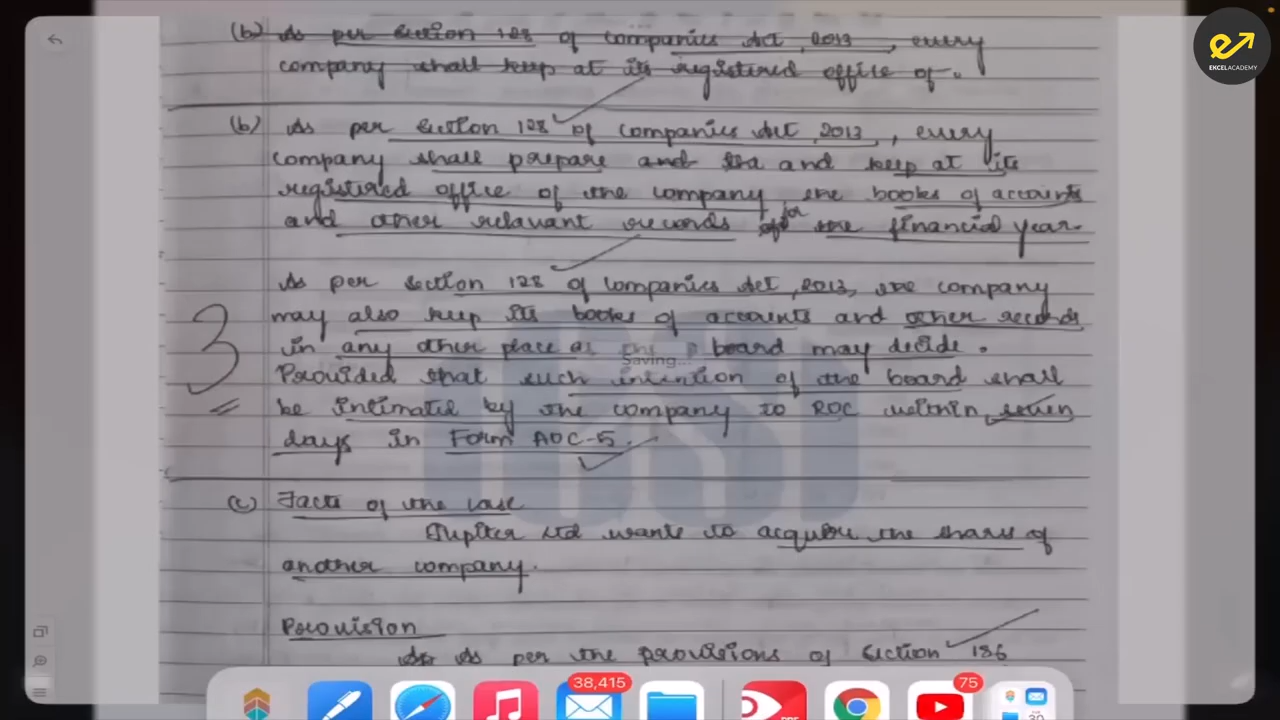 EXCELACADEMY
(b) As per Section 128 of Companies Act, 2013, every
company shall keep at its registered office of.
(b) As per Section 128 of Companies Act, 2013, every
company shall prepare and and keep at its
registered office of the company the books of accounts
and other relavant records for the financial year.
As per Section 128 of Companies Act, 2013, the company
may also keep its books of accounts and other records
in any other place as the board may decide.
3
Saving...
Provided that such intention of the board shall
be intimated by the company to ROC within seven
days in Form AOC-5.
(c) Facts of the case
Jupiter Ltd wants to acquire the shares of
another company.
Provision
As per the provisions of Section 186
38,415
75
30